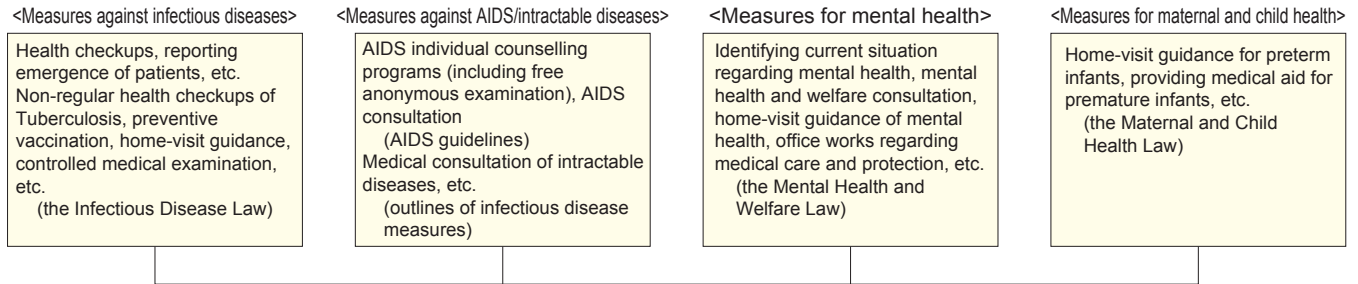 <Measures against infectious diseases>
Health checkups, reporting
emergence of patients, etc.
Non-regular health checkups of
Tuberculosis, preventive
vaccination, home-visit guidance,
controlled medical examination,
etc.
(the Infectious Disease Law)
<Measures against AIDS/intractable diseases>
AIDS individual counselling
programs (including free
anonymous examination), AIDS
consultation
(AIDS guidelines)
Medical consultation of intractable
diseases, etc.
(outlines of infectious disease
measures)
<Measures for mental health>
Identifying current situation
regarding mental health, mental
health and welfare consultation,
home-visit guidance of mental
health, office works regarding
medical care and protection, etc.
(the Mental Health and
Welfare Law)
<Measures for maternal and child health>
Home-visit guidance for preterm
infants, providing medical aid for
premature infants, etc.
(the Maternal and Child
Health Law)